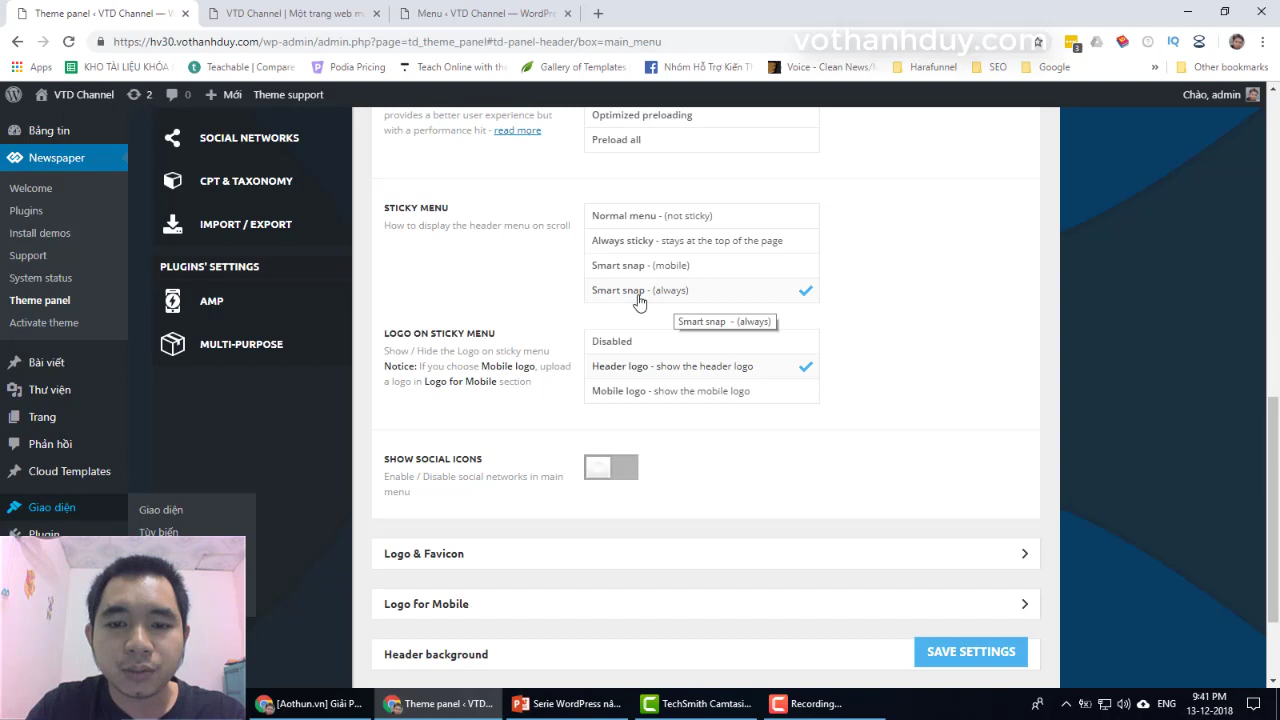 Theme panel ‹ VTD Channel — W
VTD Channel | Một trang web m
Menu ‹ VTD Channel — WordPre
https://hv30.vothanhduy.com/wp-admin/admin.php?page=td_theme_panel#td-panel-header/box=main_menu
vothanhduy.com
Apps
KHO TÀI LIỆU KHÓA
Teachable | Compare
Podia Pricing
Teach Online with the
Gallery of Templates
Nhóm Hỗ Trợ Kiến Th
Voice - Clean News/M
Harafunnel
SEO
Google
»
Other bookmarks
VTD Channel
2
0
Mới
Theme support
Chào, admin
Bảng tin
Newspaper
Welcome
Plugins
Install demos
Support
System status
Theme panel
Activate theme
Bài viết
Thư viện
Trang
Phản hồi
Cloud Templates
Giao diện
Plugin
Giao diện
Tùy biến
SOCIAL NETWORKS
CPT & TAXONOMY
IMPORT / EXPORT
PLUGINS' SETTINGS
AMP
MULTI-PURPOSE
provides a better user experience but
with a performance hit - read more
Optimized preloading
Preload all
STICKY MENU
How to display the header menu on scroll
Normal menu - (not sticky)
Always sticky - stays at the top of the page
Smart snap - (mobile)
Smart snap - (always)
Smart snap - (always)
LOGO ON STICKY MENU
Show / Hide the Logo on sticky menu
Notice: If you choose Mobile logo, upload
a logo in Logo for Mobile section
Disabled
Header logo - show the header logo
Mobile logo - show the mobile logo
SHOW SOCIAL ICONS
Enable / Disable social networks in main
menu
Logo & Favicon
Logo for Mobile
Header background
SAVE SETTINGS
[Aothun.vn] Giải P...
Theme panel ‹ VTD...
Serie WordPress nâ...
TechSmith Camtasi...
Recording...
ENG
9:41 PM
13-12-2018